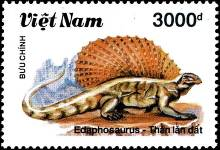 Việt Nam 3000đ
BƯU CHÍNH
Edaphosaurus - Thằn lằn đất